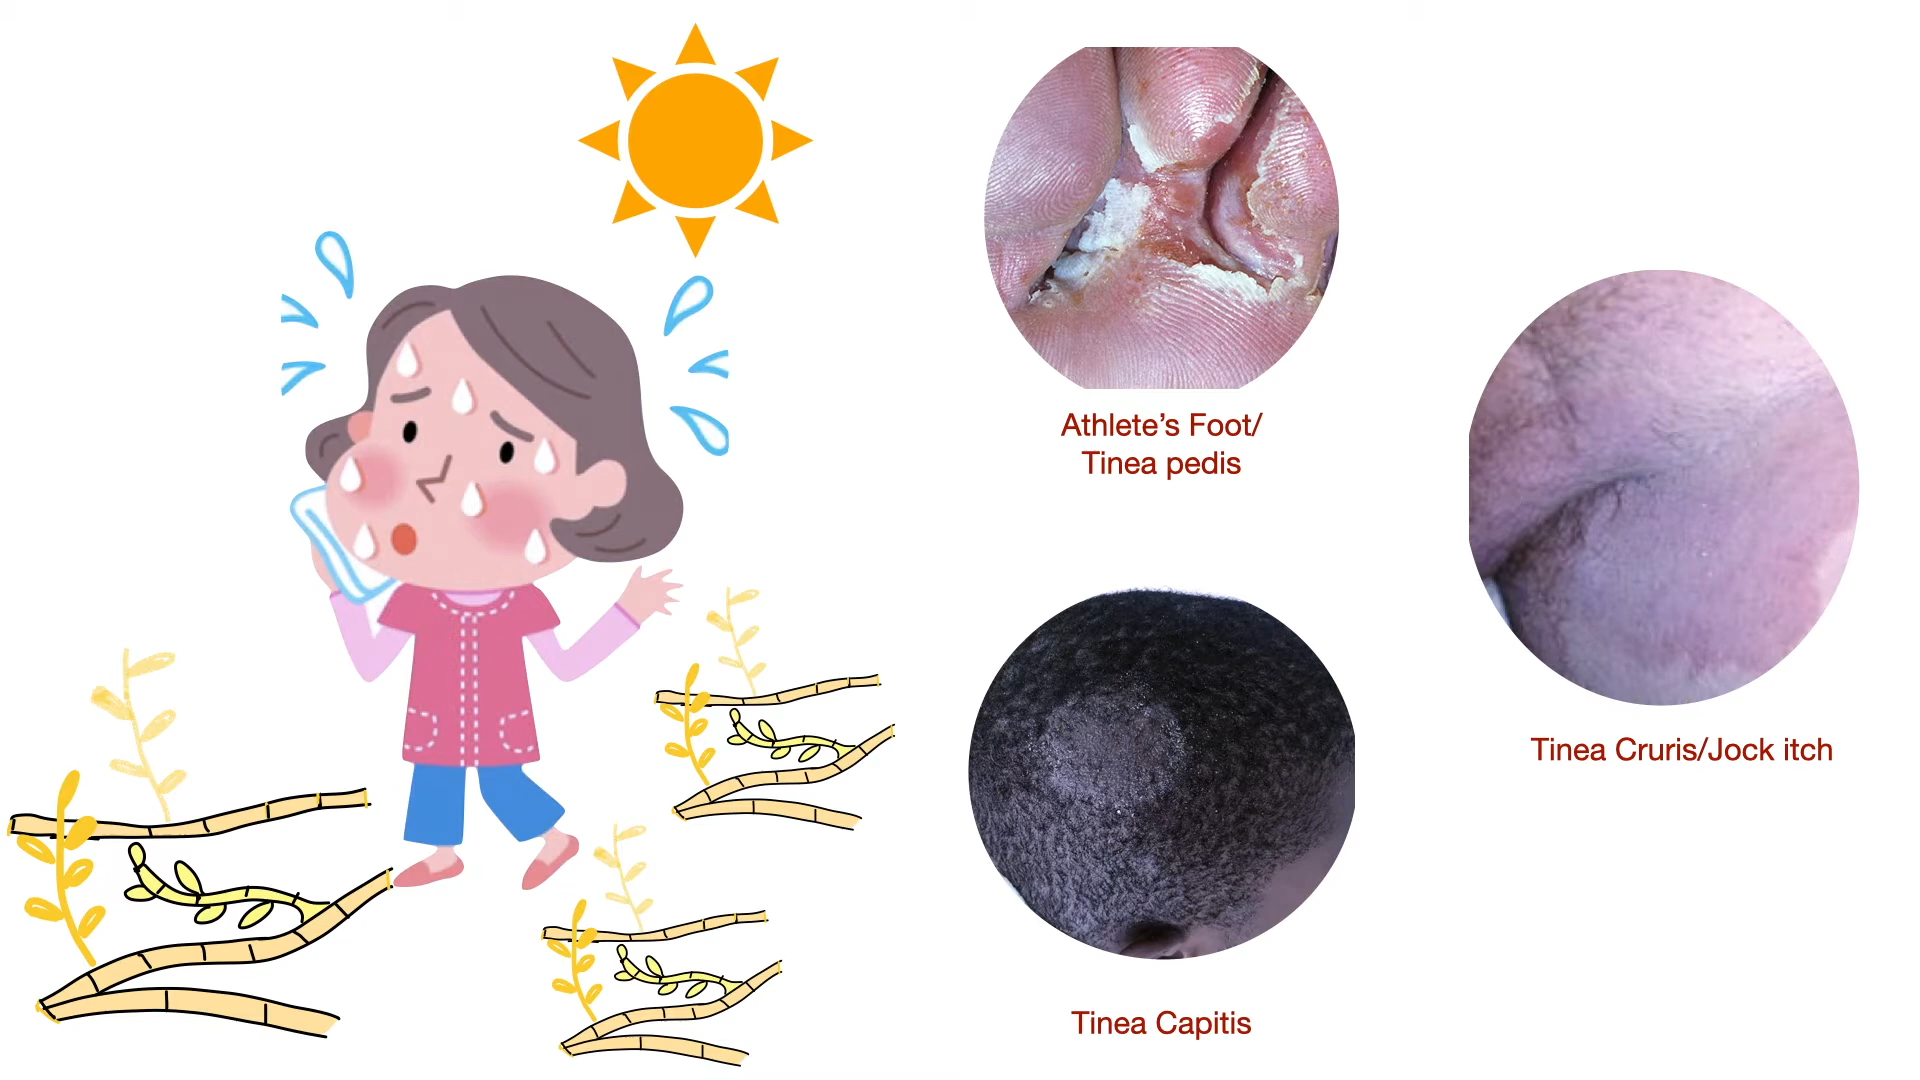 Athlete’s Foot/
Tinea pedis
Tinea Cruris/Jock itch
Tinea Capitis